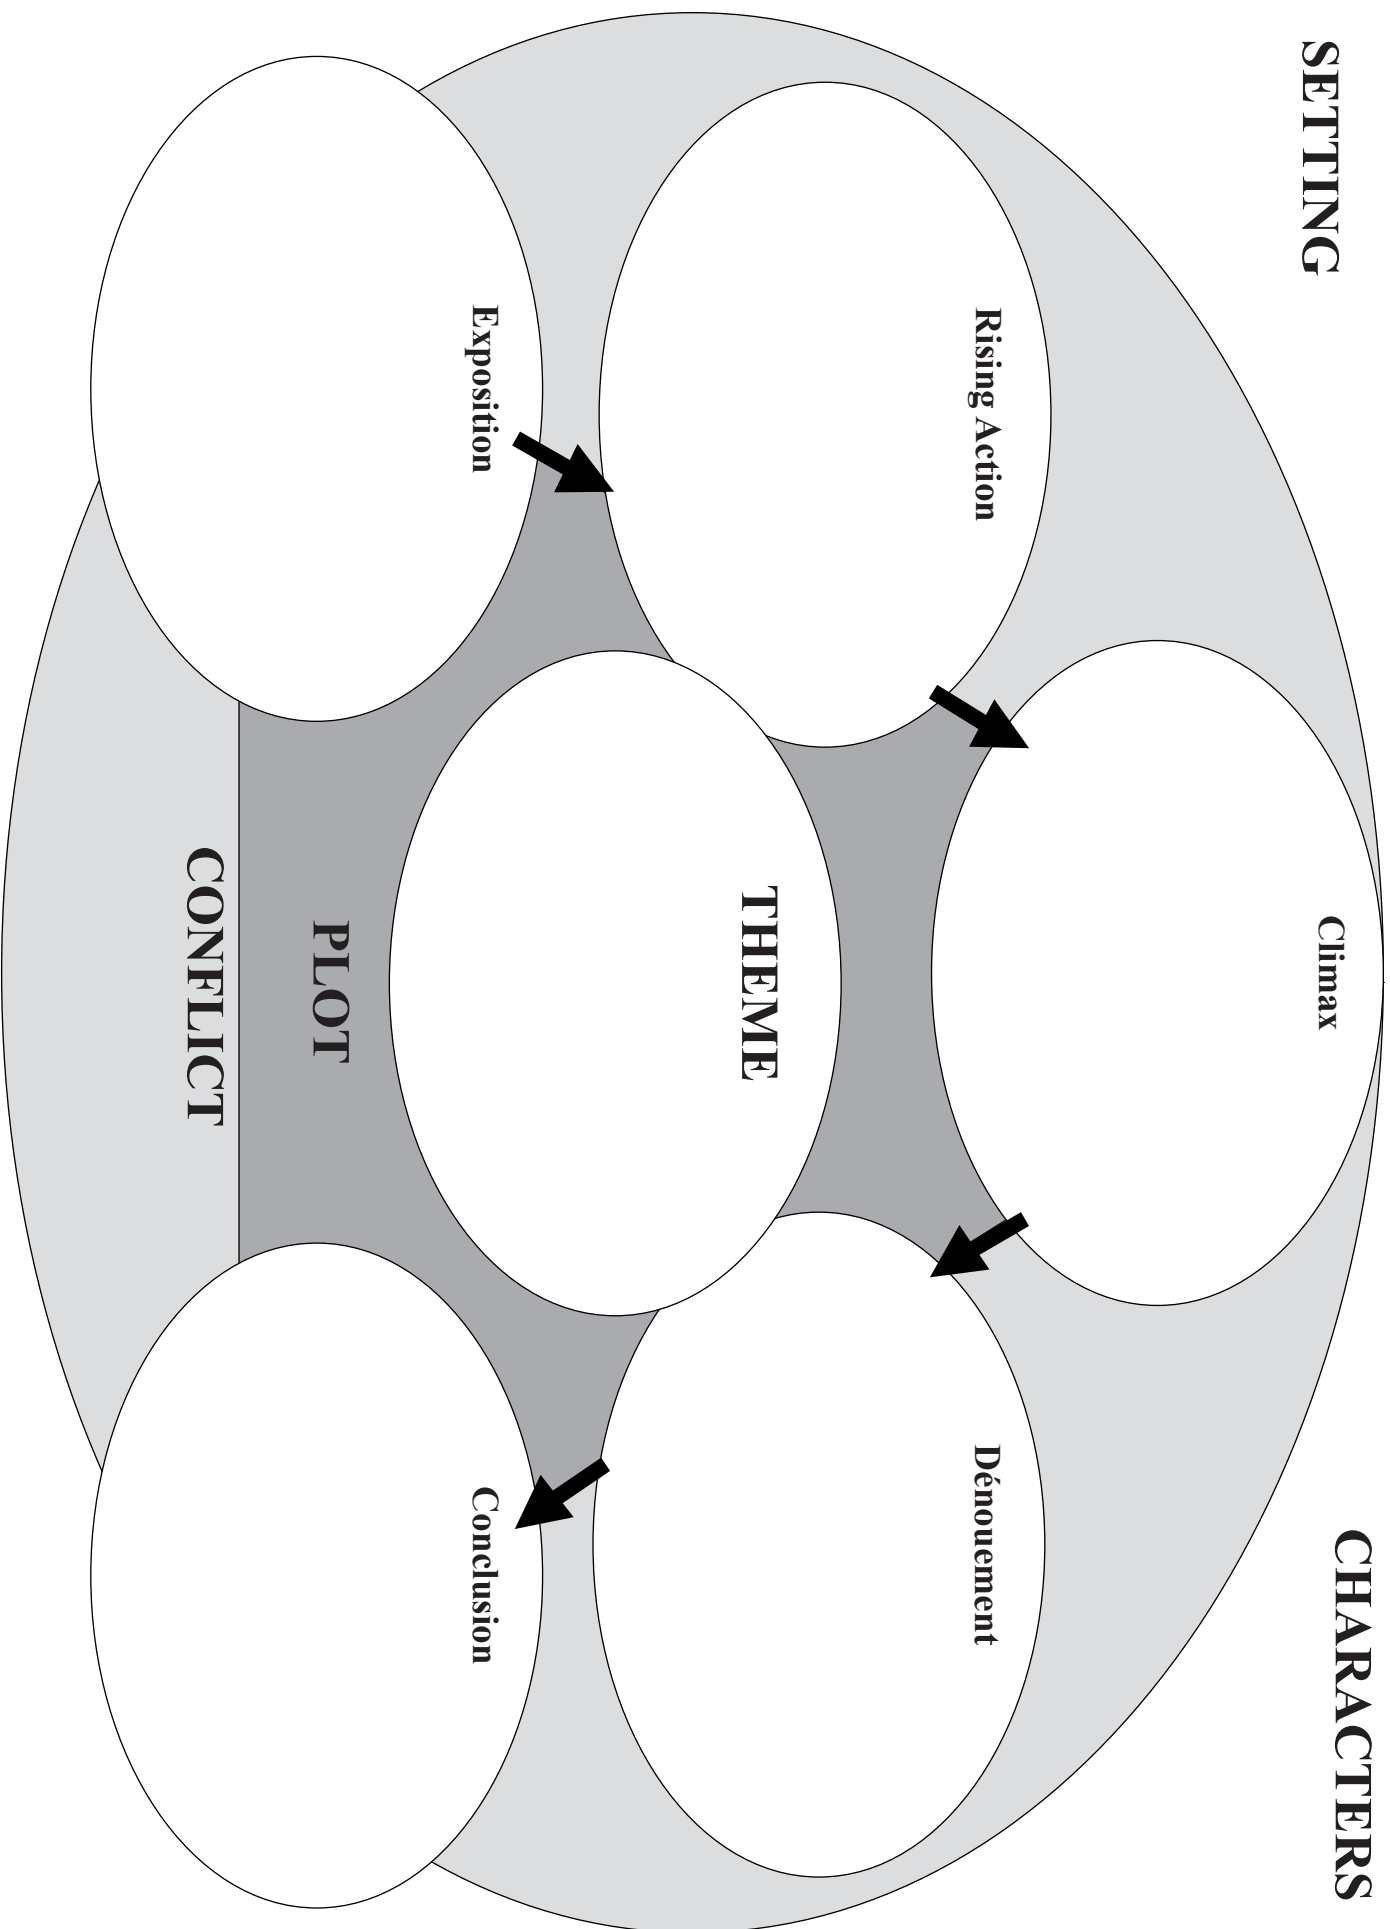 SETTING
CHARACTERS
Climax
Rising Action
Dénouement
THEME
Exposition
Conclusion
PLOT
CONFLICT